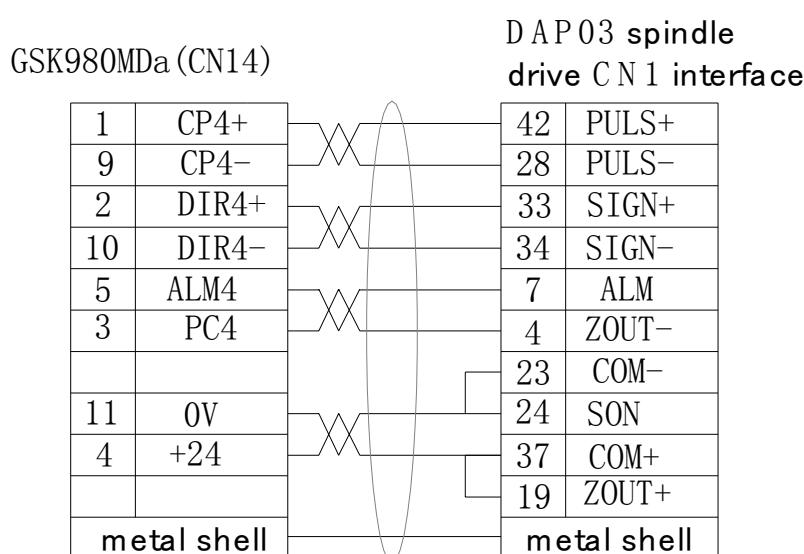 GSK980MDa(CN14)
DAP03 spindle
drive CN1 interface
1 CP4+ 42 PULS+
9 CP4- 28 PULS-
2 DIR4+ 33 SIGN+
10 DIR4- 34 SIGN-
5 ALM4 7 ALM
3 PC4 4 ZOUT-
23 COM-
11 0V 24 SON
4 +24 37 COM+
19 ZOUT+
metal shell metal shell